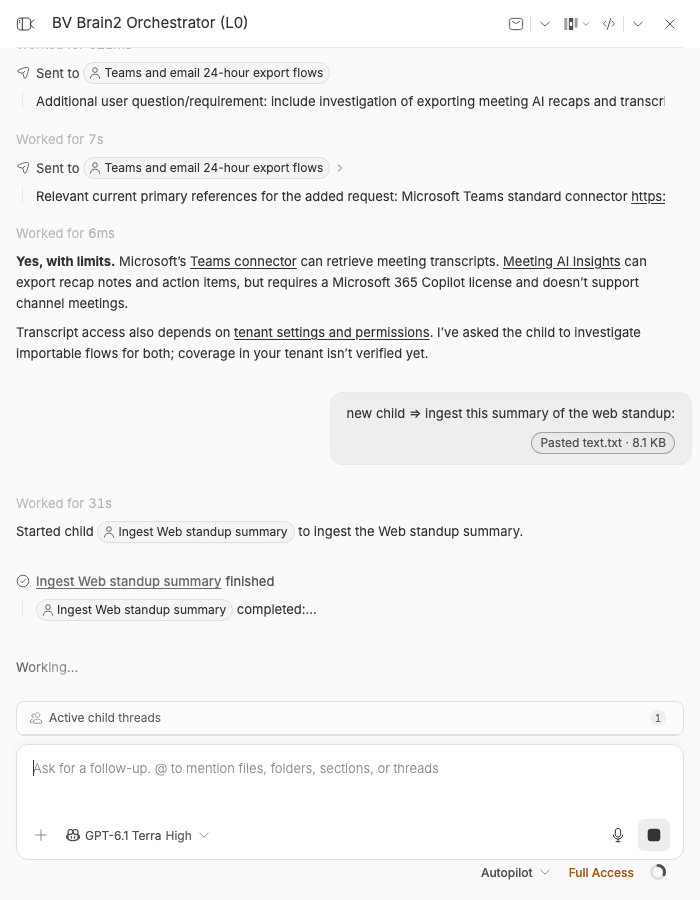 BV Brain2 Orchestrator (L0)
Sent to Teams and email 24-hour export flows
Additional user question/requirement: include investigation of exporting meeting AI recaps and transcri
Worked for 7s
Sent to Teams and email 24-hour export flows
Relevant current primary references for the added request: Microsoft Teams standard connector https:
Worked for 6ms
Yes, with limits. Microsoft’s Teams connector can retrieve meeting transcripts. Meeting AI Insights can
export recap notes and action items, but requires a Microsoft 365 Copilot license and doesn’t support
channel meetings.
Transcript access also depends on tenant settings and permissions. I’ve asked the child to investigate
importable flows for both; coverage in your tenant isn’t verified yet.
new child ⇒ ingest this summary of the web standup:
Pasted text.txt · 8.1 KB
Worked for 31s
Started child Ingest Web standup summary to ingest the Web standup summary.
Ingest Web standup summary finished
Ingest Web standup summary completed:...
Working...
Active child threads 1
Ask for a follow-up. @ to mention files, folders, sections, or threads
GPT-6.1 Terra High
Autopilot Full Access